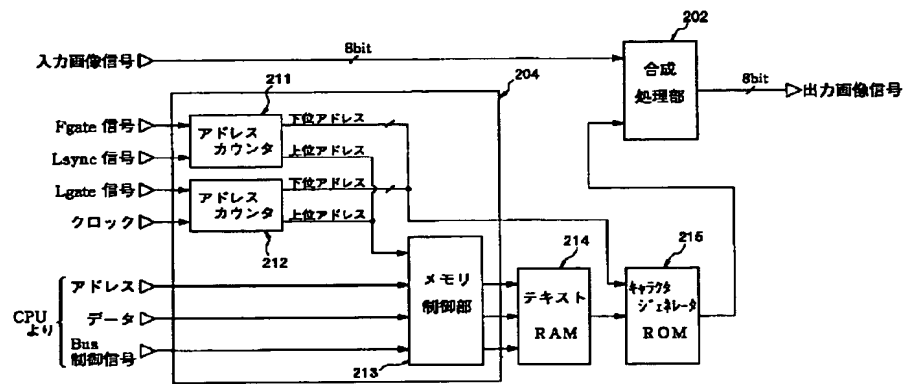 202
8bit
入力画像信号
合成
処理部
8bit
出力画像信号
211
204
Fgate 信号
アドレス
カウンタ
下位アドレス
Lsync 信号
上位アドレス
Lgate 信号
アドレス
カウンタ
下位アドレス
クロック
上位アドレス
212
214
215
CPU
より
アドレス
データ
Bus
制御信号
メモリ
制御部
213
テキスト
RAM
キャラクタ
ジェネレータ
ROM